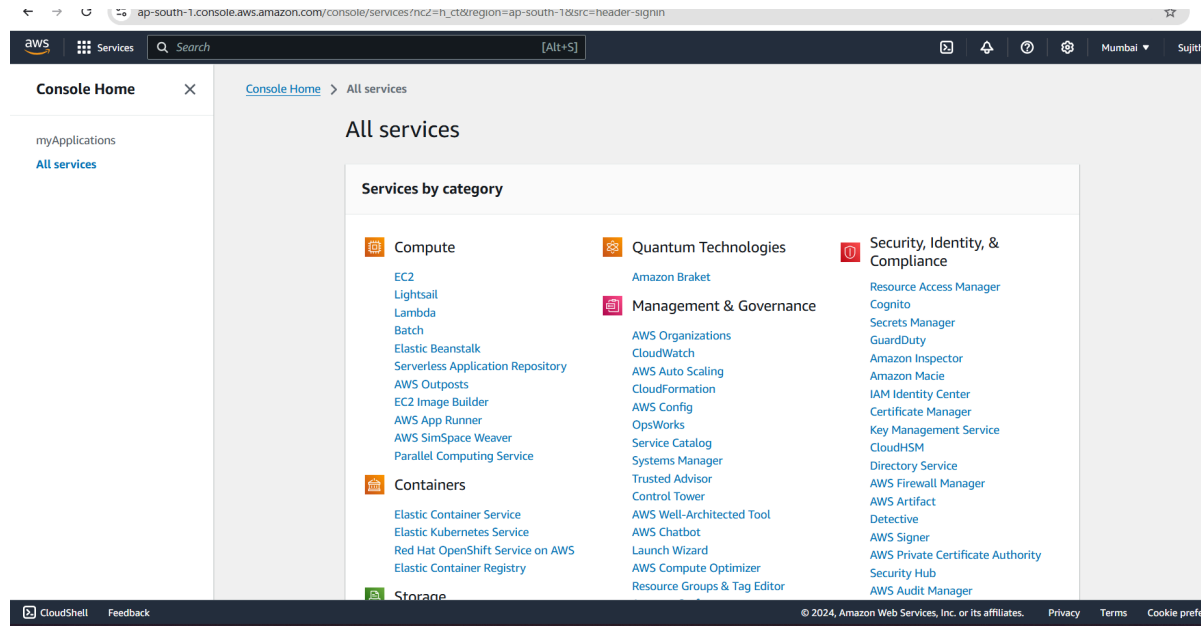 ap-south-1.console.aws.amazon.com/console/services?nc2=h_ct&region=ap-south-1&src=header-signin
aws Services Search [Alt+S] Mumbai ▼
Console Home
myApplications
All services
Console Home > All services
All services
Services by category
Compute
EC2
Lightsail
Lambda
Batch
Elastic Beanstalk
Serverless Application Repository
AWS Outposts
EC2 Image Builder
AWS App Runner
AWS SimSpace Weaver
Parallel Computing Service
Containers
Elastic Container Service
Elastic Kubernetes Service
Red Hat OpenShift Service on AWS
Elastic Container Registry
Storage
Quantum Technologies
Amazon Braket
Management & Governance
AWS Organizations
CloudWatch
AWS Auto Scaling
CloudFormation
AWS Config
OpsWorks
Service Catalog
Systems Manager
Trusted Advisor
Control Tower
AWS Well-Architected Tool
AWS Chatbot
Launch Wizard
AWS Compute Optimizer
Resource Groups & Tag Editor
Security, Identity, &
Compliance
Resource Access Manager
Cognito
Secrets Manager
GuardDuty
Amazon Inspector
Amazon Macie
IAM Identity Center
Certificate Manager
Key Management Service
CloudHSM
Directory Service
AWS Firewall Manager
AWS Artifact
Detective
AWS Signer
AWS Private Certificate Authority
Security Hub
AWS Audit Manager
CloudShell Feedback © 2024, Amazon Web Services, Inc. or its affiliates. Privacy Terms Cookie prefe